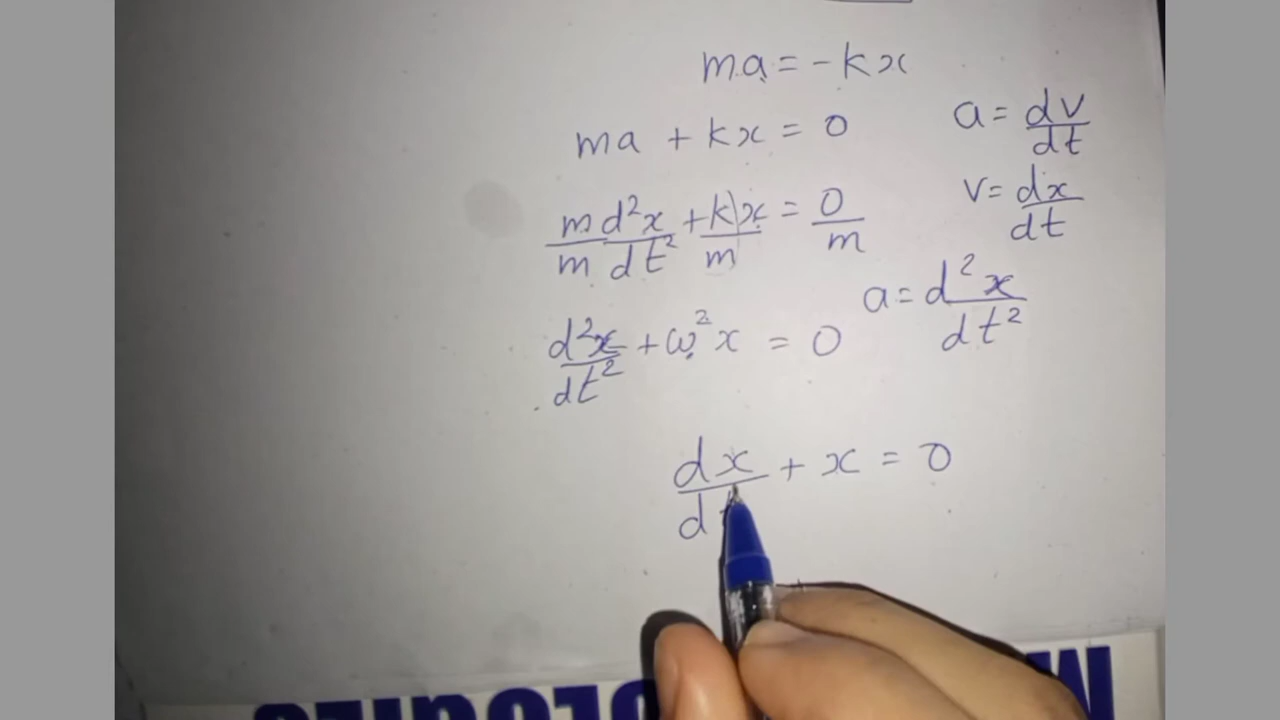 ma = -kx
ma + kx = 0
a = dv/dt
v = dx/dt
m/m d²x/dt² + k/m x = 0/m
a = d²x/dt²
d²x/dt² + ω²x = 0
dx/d + x = 0